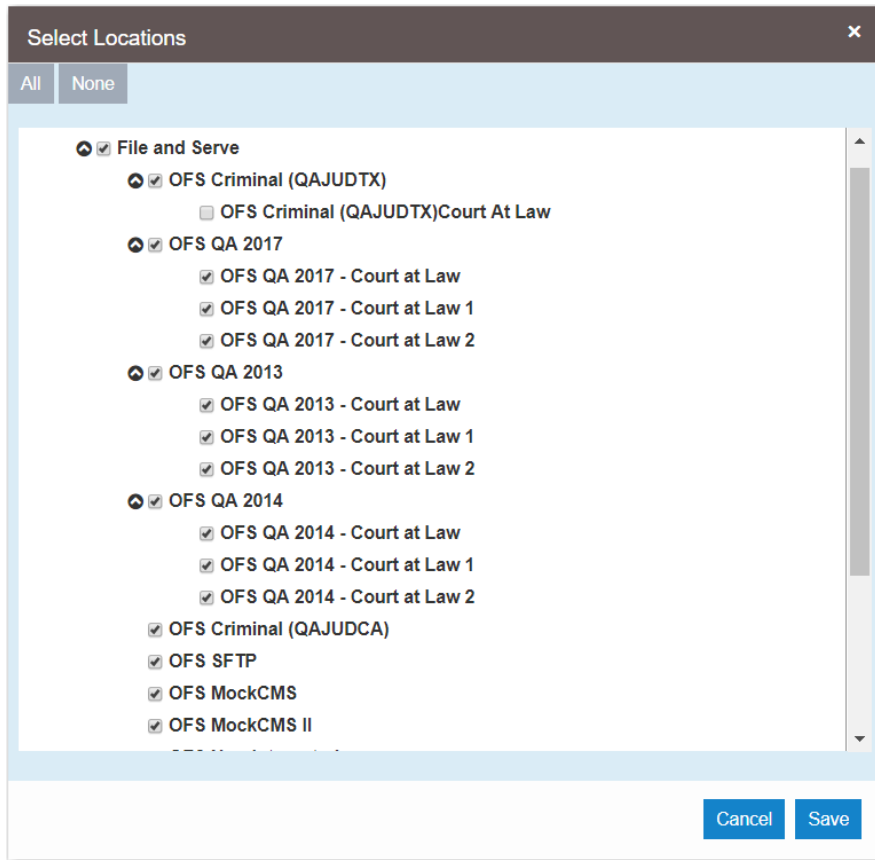 Select Locations
All None
File and Serve
OFS Criminal (QAJUDTX)
OFS Criminal (QAJUDTX)Court At Law
OFS QA 2017
OFS QA 2017 - Court at Law
OFS QA 2017 - Court at Law 1
OFS QA 2017 - Court at Law 2
OFS QA 2013
OFS QA 2013 - Court at Law
OFS QA 2013 - Court at Law 1
OFS QA 2013 - Court at Law 2
OFS QA 2014
OFS QA 2014 - Court at Law
OFS QA 2014 - Court at Law 1
OFS QA 2014 - Court at Law 2
OFS Criminal (QAJUDCA)
OFS SFTP
OFS MockCMS
OFS MockCMS II
Cancel Save